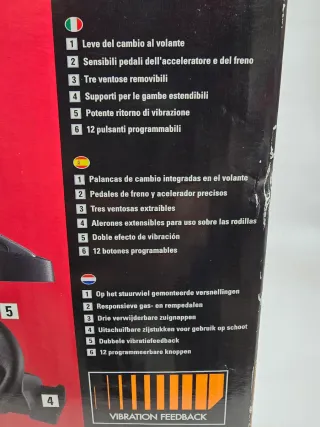 1 Leve del cambio al volante
2 Sensibili pedali dell'acceleratore e del freno
3 Tre ventose removibili
4 Supporti per le gambe estendibili
5 Potente ritorno di vibrazione
6 12 pulsanti programmabili
1 Palancas de cambio integradas en el volante
2 Pedales de freno y acelerador precisos
3 Tres ventosas extraibles
4 Alerones extensibles para uso sobre las rodillas
5 Doble efecto de vibración
6 12 botones programables
1 Op het stuurwiel gemonteerde versnellingen
2 Responsieve gas- en rempedalen
3 Drie verwijderbare zuignappen
4 Uitschuifbare zijstukken voor gebruik op schoot
5 Dubbele vibratiefeedback
6 12 programmeerbare knoppen
5
4
VIBRATION FEEDBACK